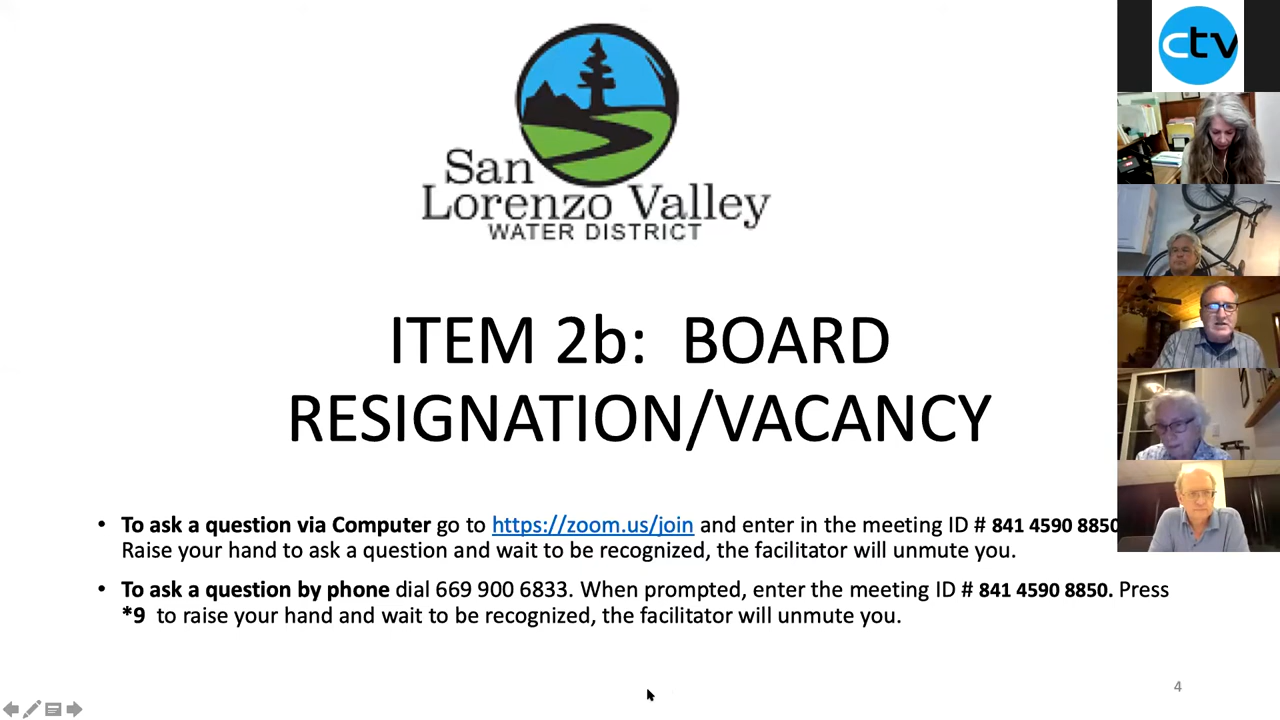 ctv
San
Lorenzo Valley
WATER DISTRICT
ITEM 2b: BOARD
RESIGNATION/VACANCY
• To ask a question via Computer go to https://zoom.us/join and enter in the meeting ID # 841 4590 8850
Raise your hand to ask a question and wait to be recognized, the facilitator will unmute you.
• To ask a question by phone dial 669 900 6833. When prompted, enter the meeting ID # 841 4590 8850. Press
*9 to raise your hand and wait to be recognized, the facilitator will unmute you.
4